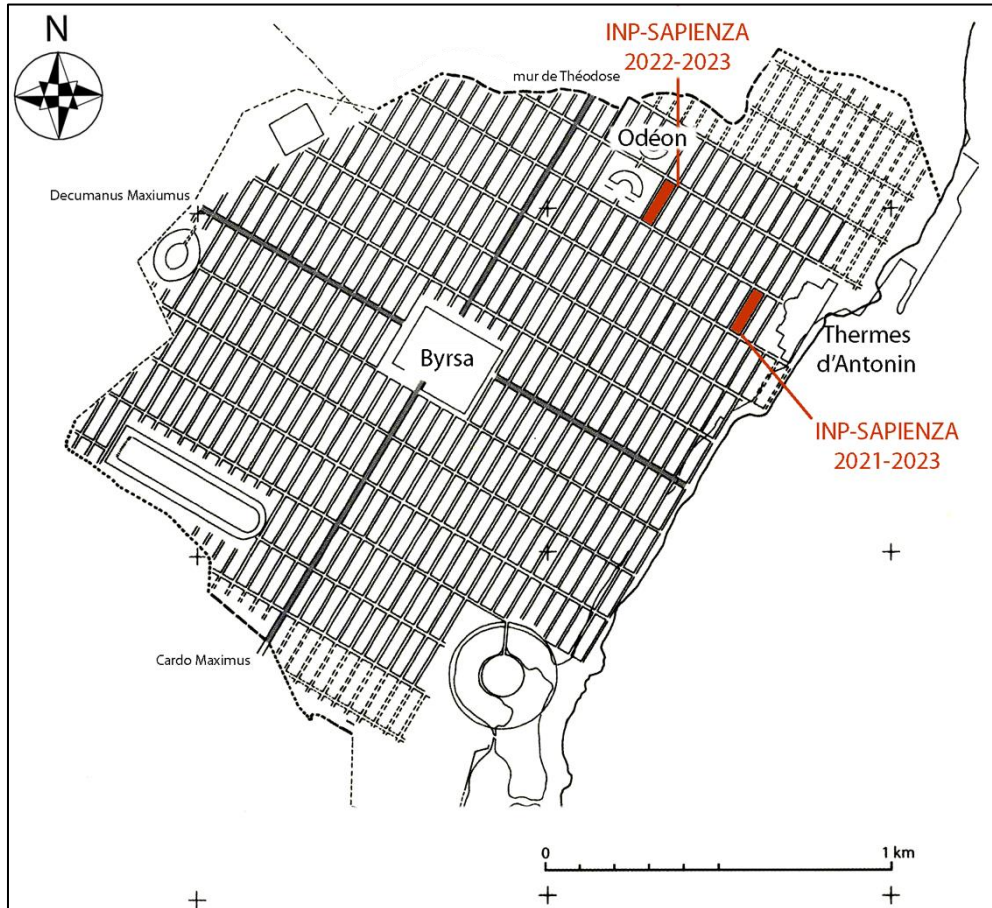 N
INP-SAPIENZA
2022-2023
mur de Théodose
Odéon
Decumanus Maxiumus
Byrsa
Thermes
d'Antonin
INP-SAPIENZA
2021-2023
Cardo Maximus
0
1 km